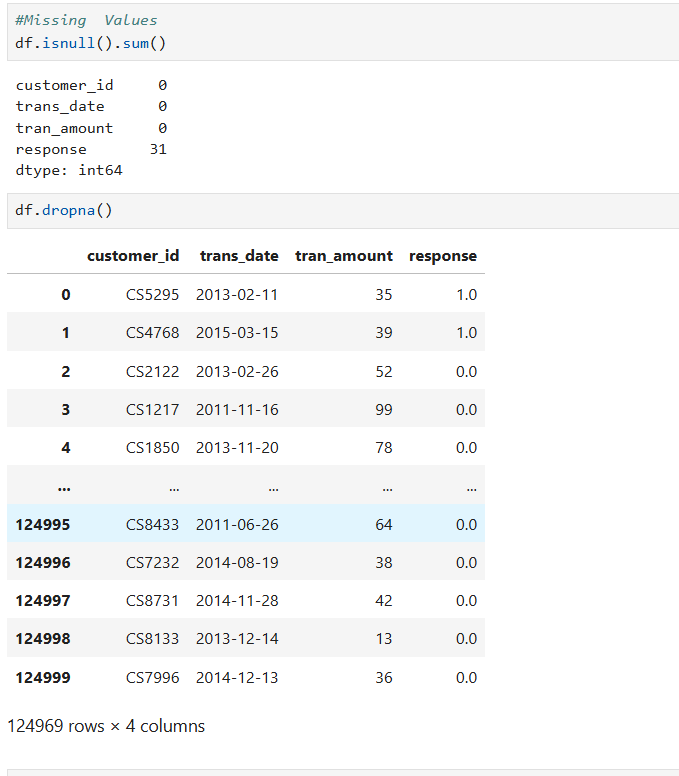 #Missing  Values
df.isnull().sum()
customer_id     0
trans_date      0
tran_amount     0
response       31
dtype: int64
df.dropna()
customer_id trans_date tran_amount response
0 CS5295 2013-02-11 35 1.0
1 CS4768 2015-03-15 39 1.0
2 CS2122 2013-02-26 52 0.0
3 CS1217 2011-11-16 99 0.0
4 CS1850 2013-11-20 78 0.0
... ... ... ... ...
124995 CS8433 2011-06-26 64 0.0
124996 CS7232 2014-08-19 38 0.0
124997 CS8731 2014-11-28 42 0.0
124998 CS8133 2013-12-14 13 0.0
124999 CS7996 2014-12-13 36 0.0
124969 rows × 4 columns